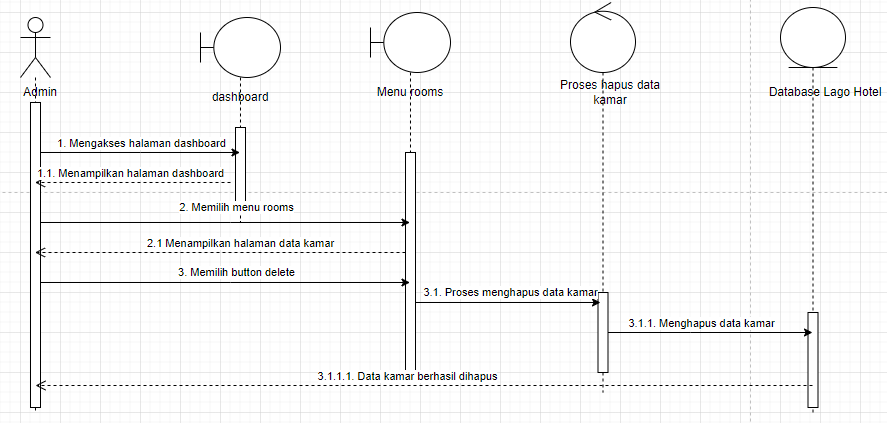 Admin
dashboard
Menu rooms
Proses hapus data
kamar
Database Lago Hotel
1. Mengakses halaman dashboard
1.1. Menampilkan halaman dashboard
2. Memilih menu rooms
2.1 Menampilkan halaman data kamar
3. Memilih button delete
3.1. Proses menghapus data kamar
3.1.1. Menghapus data kamar
3.1.1.1. Data kamar berhasil dihapus